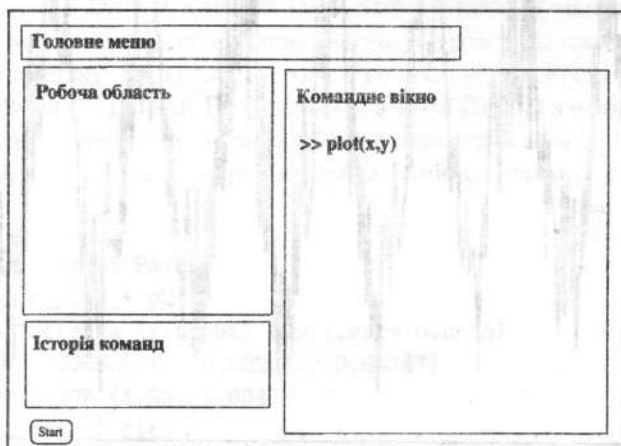 Головне меню
Робоча область
Командне вікно
>> plot(x,y)
Історія команд
Start